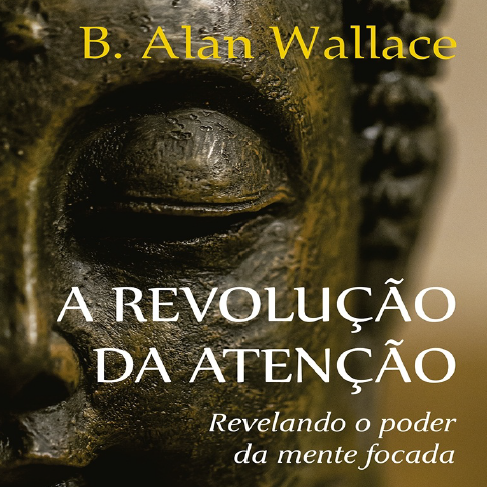 B. Alan Wallace
A REVOLUÇÃO
DA ATENÇÃO
Revelando o poder
da mente focada